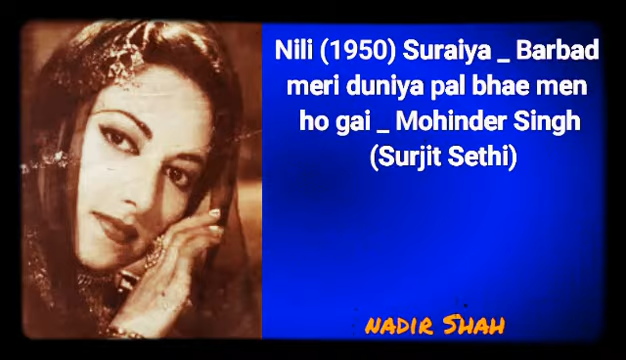 Nili (1950) Suraiya _ Barbad
meri duniya pal bhae men
ho gai _ Mohinder Singh
(Surjit Sethi)
nadir Shah